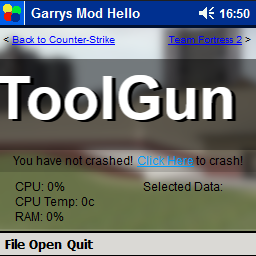 Garrys Mod Hello 16:50
< Back to Counter-Strike Team Fortress 2 >
ToolGun
You have not crashed! Click Here to crash!
CPU: 0% Selected Data:
CPU Temp: 0c
RAM: 0%
File Open Quit